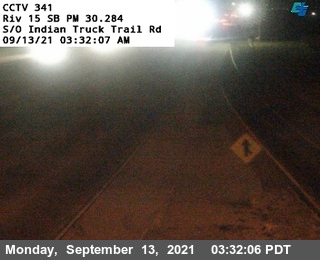 CCTV 341
Riv 15 SB PM 30.284
S/O Indian Truck Trail Rd
09/13/21 03:32:07 AM
Monday, September 13, 2021 03:32:06 PDT